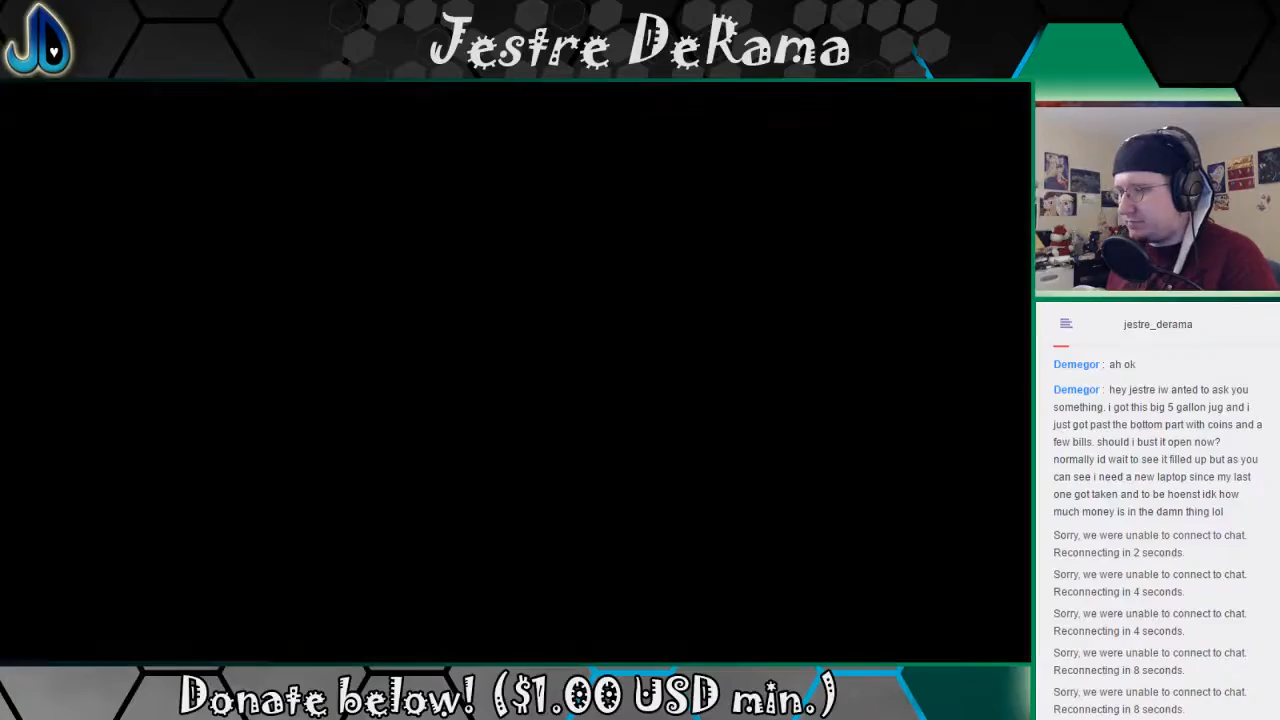 JD
Jestre DeRama
jestre_derama
Demegor : ah ok
Demegor : hey jestre iw anted to ask you
something. i got this big 5 gallon jug and i
just got past the bottom part with coins and a
few bills. should i bust it open now?
normally id wait to see it filled up but as you
can see i need a new laptop since my last
one got taken and to be hoenst idk how
much money is in the damn thing lol
Sorry, we were unable to connect to chat.
Reconnecting in 2 seconds.
Sorry, we were unable to connect to chat.
Reconnecting in 4 seconds.
Sorry, we were unable to connect to chat.
Reconnecting in 4 seconds.
Sorry, we were unable to connect to chat.
Reconnecting in 8 seconds.
Sorry, we were unable to connect to chat.
Reconnecting in 8 seconds.
Donate below! ($1.00 USD min.)